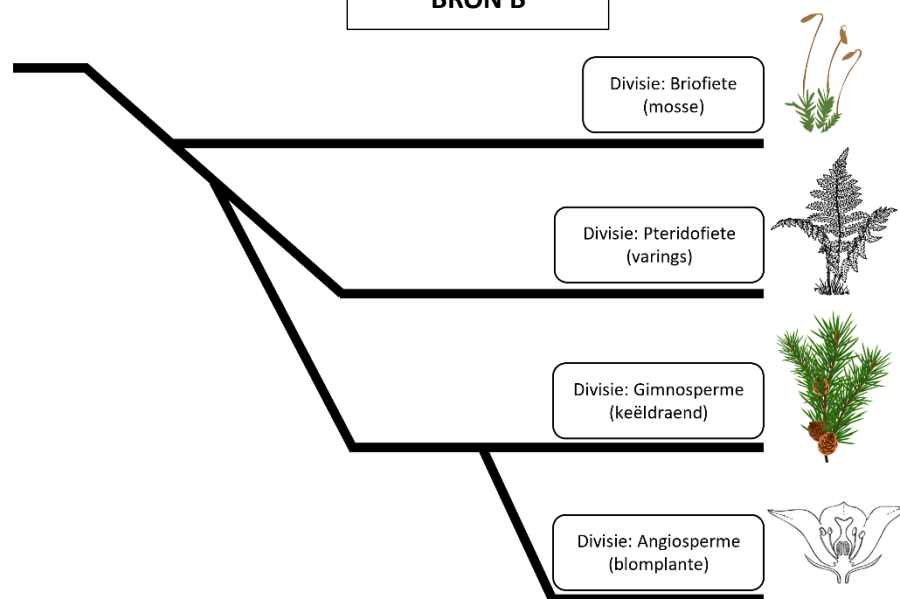 BRON B
Divisie: Briofiete
(mosse)
Divisie: Pteridofiete
(varings)
Divisie: Gimnosperme
(keëldraend)
Divisie: Angiosperme
(blomplante)